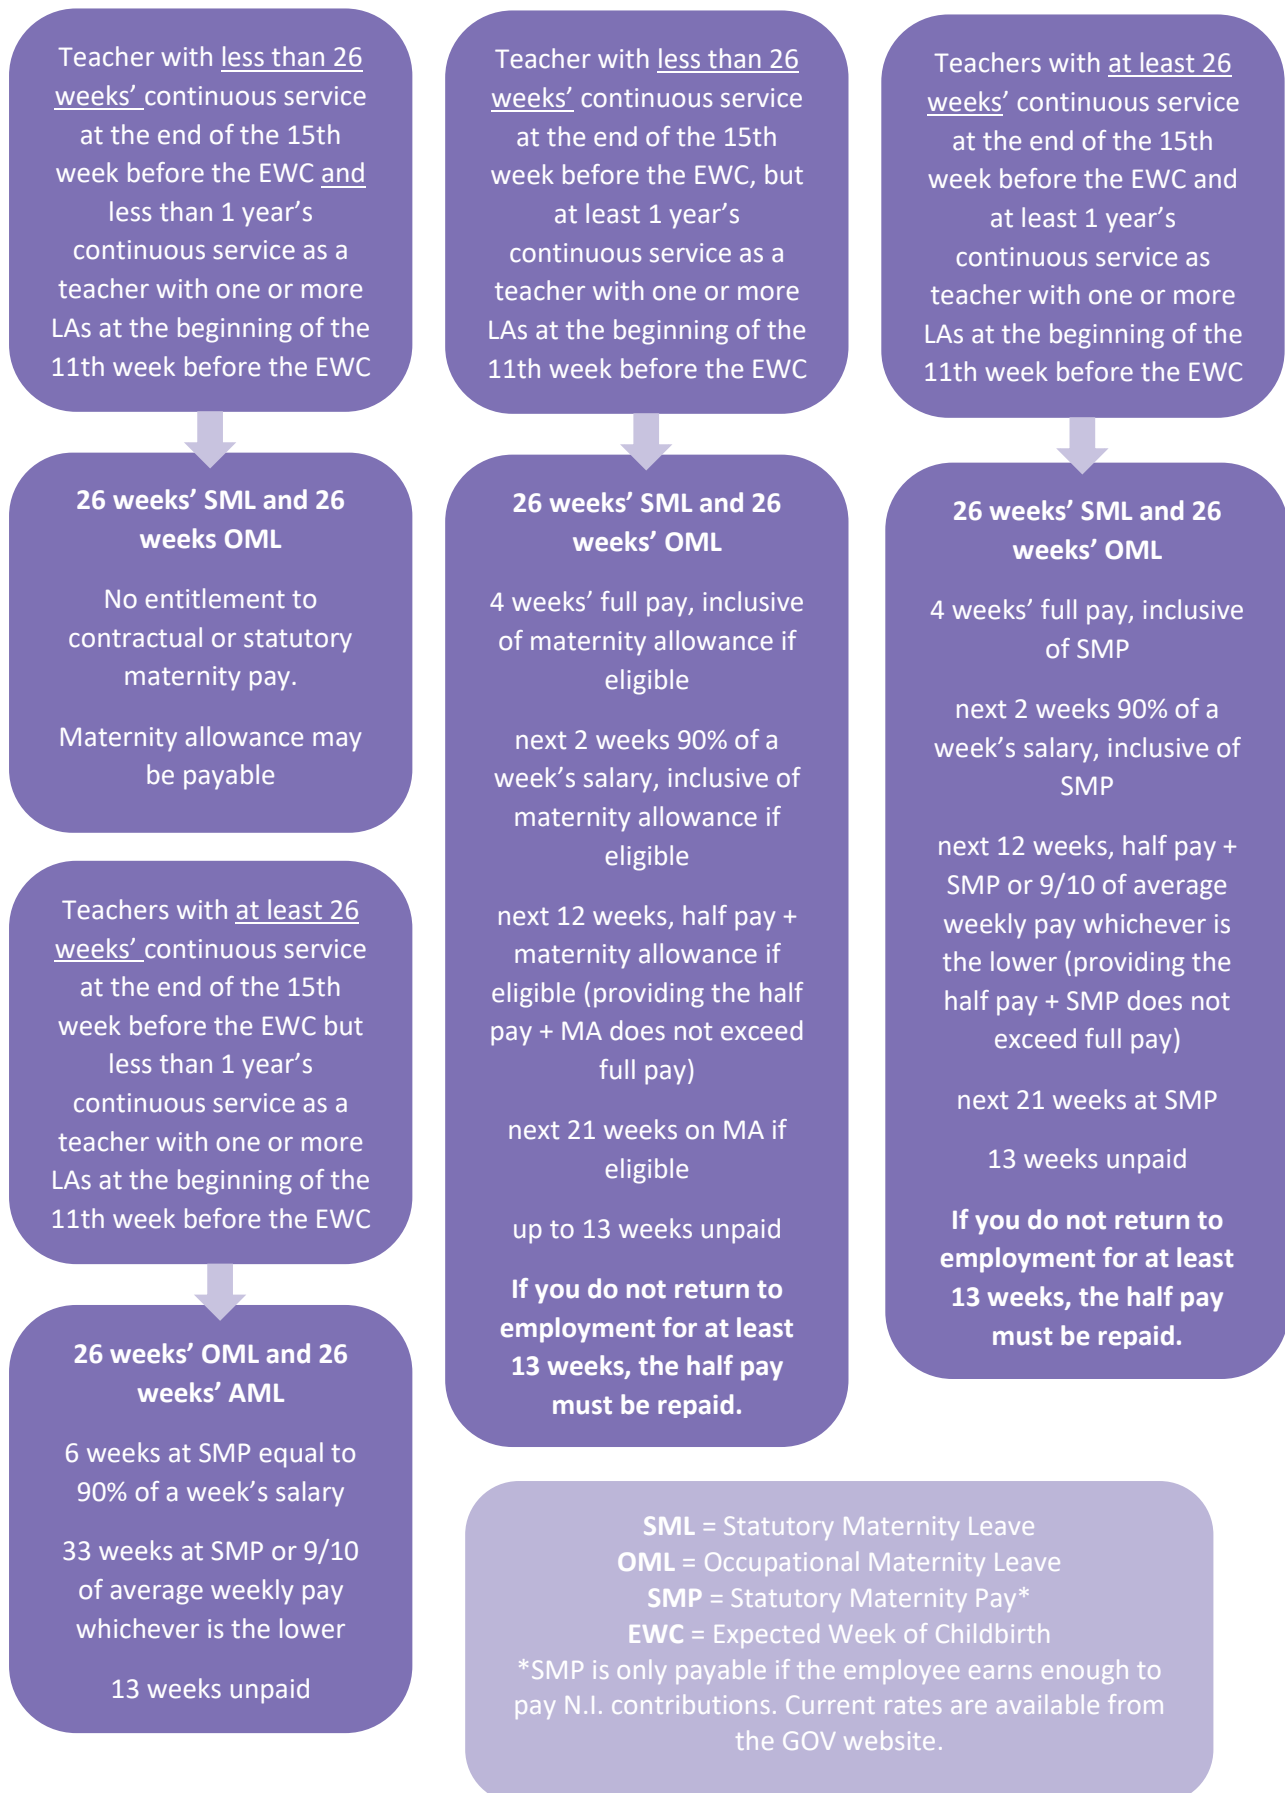 Teacher with less than 26
weeks’ continuous service
at the end of the 15th
week before the EWC and
less than 1 year’s
continuous service as a
teacher with one or more
LAs at the beginning of the
11th week before the EWC
26 weeks’ SML and 26
weeks OML
No entitlement to
contractual or statutory
maternity pay.
Maternity allowance may
be payable
Teachers with at least 26
weeks’ continuous service
at the end of the 15th
week before the EWC but
less than 1 year’s
continuous service as a
teacher with one or more
LAs at the beginning of the
11th week before the EWC
26 weeks’ OML and 26
weeks’ AML
6 weeks at SMP equal to
90% of a week’s salary
33 weeks at SMP or 9/10
of average weekly pay
whichever is the lower
13 weeks unpaid
Teacher with less than 26
weeks’ continuous service
at the end of the 15th
week before the EWC, but
at least 1 year’s
continuous service as a
teacher with one or more
LAs at the beginning of the
11th week before the EWC
26 weeks’ SML and 26
weeks’ OML
4 weeks’ full pay, inclusive
of maternity allowance if
eligible
next 2 weeks 90% of a
week’s salary, inclusive of
maternity allowance if
eligible
next 12 weeks, half pay +
maternity allowance if
eligible (providing the half
pay + MA does not exceed
full pay)
next 21 weeks on MA if
eligible
up to 13 weeks unpaid
If you do not return to
employment for at least
13 weeks, the half pay
must be repaid.
Teachers with at least 26
weeks’ continuous service
at the end of the 15th
week before the EWC and
at least 1 year’s
continuous service as
teacher with one or more
LAs at the beginning of the
11th week before the EWC
26 weeks’ SML and 26
weeks’ OML
4 weeks’ full pay, inclusive
of SMP
next 2 weeks 90% of a
week’s salary, inclusive of
SMP
next 12 weeks, half pay +
SMP or 9/10 of average
weekly pay whichever is
the lower (providing the
half pay + SMP does not
exceed full pay)
next 21 weeks at SMP
13 weeks unpaid
If you do not return to
employment for at least
13 weeks, the half pay
must be repaid.
SML = Statutory Maternity Leave
OML = Occupational Maternity Leave
SMP = Statutory Maternity Pay*
EWC = Expected Week of Childbirth
*SMP is only payable if the employee earns enough to
pay N.I. contributions. Current rates are available from
the GOV website.